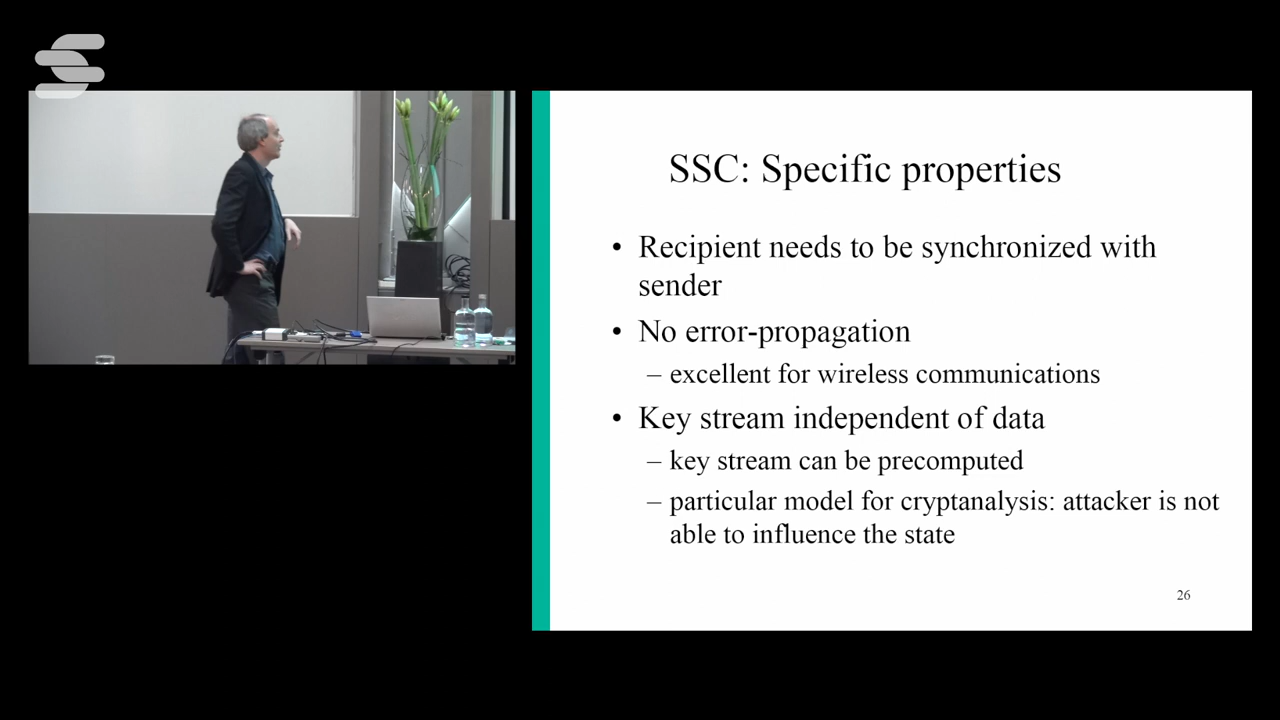 SSC: Specific properties
• Recipient needs to be synchronized with
sender
• No error-propagation
– excellent for wireless communications
• Key stream independent of data
– key stream can be precomputed
– particular model for cryptanalysis: attacker is not
able to influence the state
26